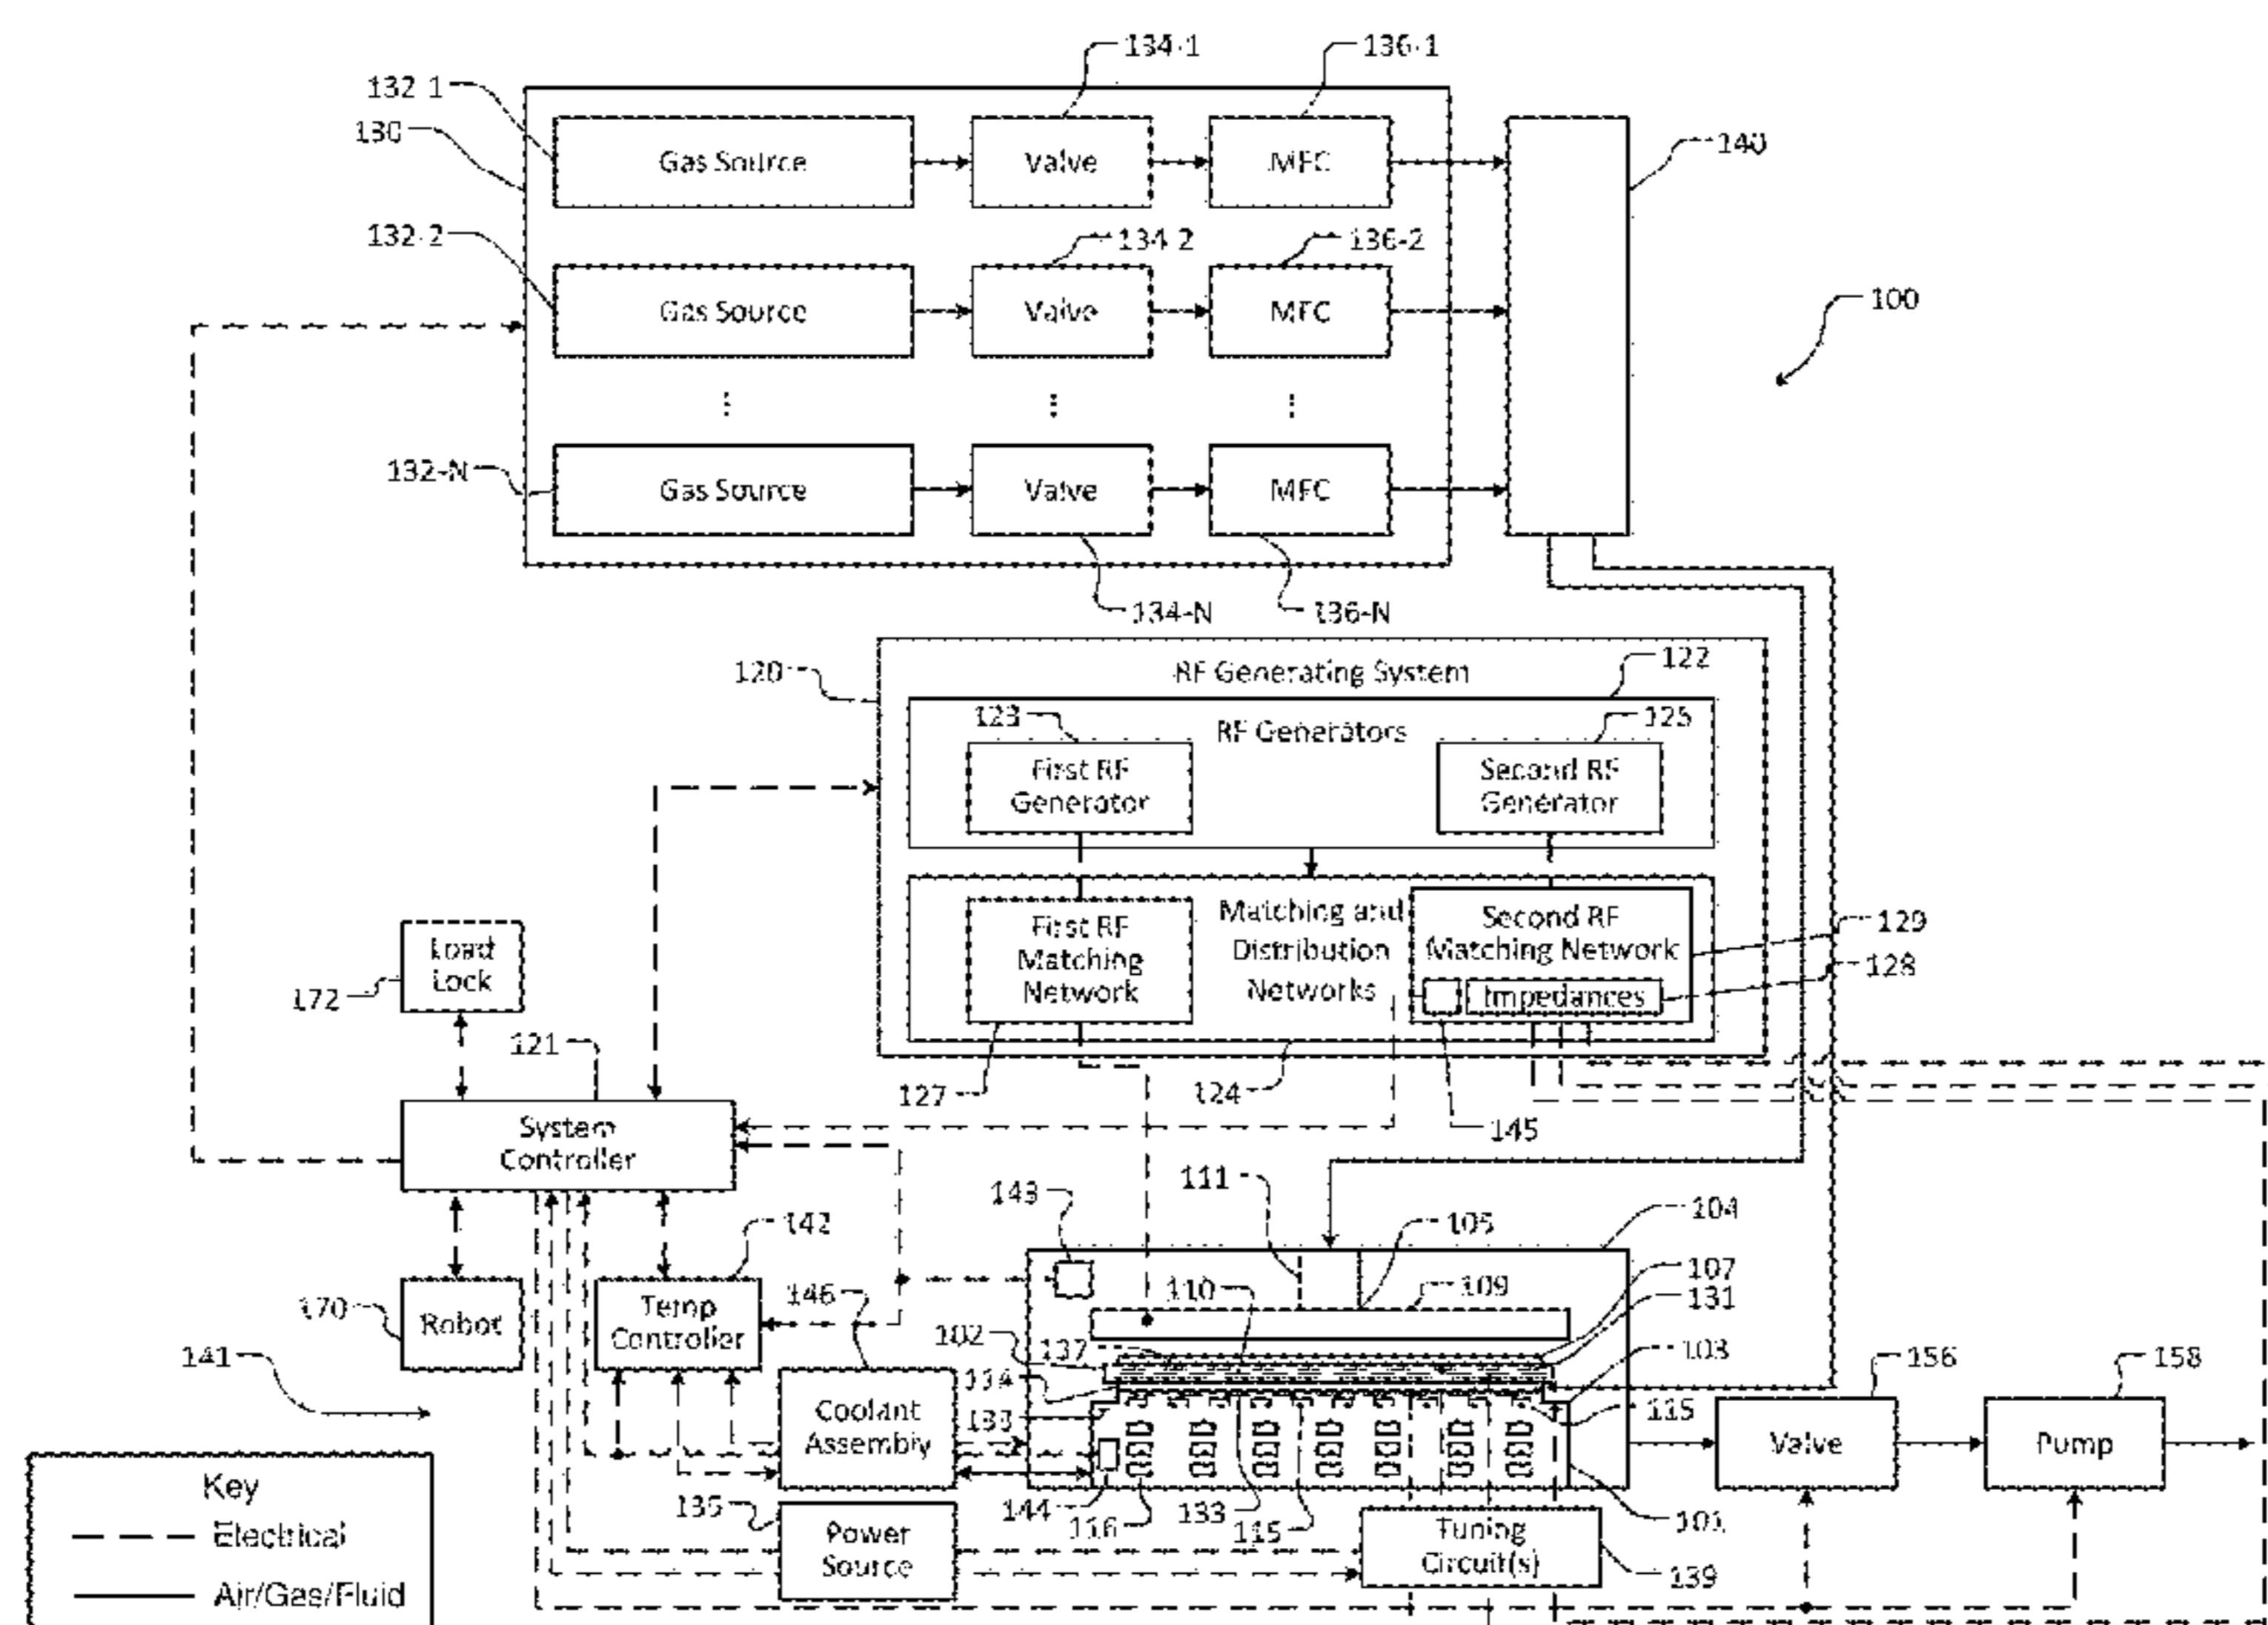 134-1
136-1
132-1
130
Gas Source
Valve
MFC
140
132-2
134-2
136-2
Gas Source
Valve
MFC
100
132-N
Gas Source
Valve
MFC
134-N
136-N
120
RF Generating System
122
123
RF Generators
125
First RF
Generator
Second RF
Generator
First RF
Matching
Network
Matching and
Distribution
Networks
Second RF
Matching Network
129
128
Impedances
Load
Lock
172
121
127
124
145
System
Controller
143
111
105
104
142
107
131
110
109
146
170
Robot
Temp
Controller
102
137
103
156
158
141
134
Coolant
Assembly
138
115
Valve
Pump
Key
Electrical
Air/Gas/Fluid
135
144
116
133
115
101
Power
Source
Tuning
Circuit(s)
139